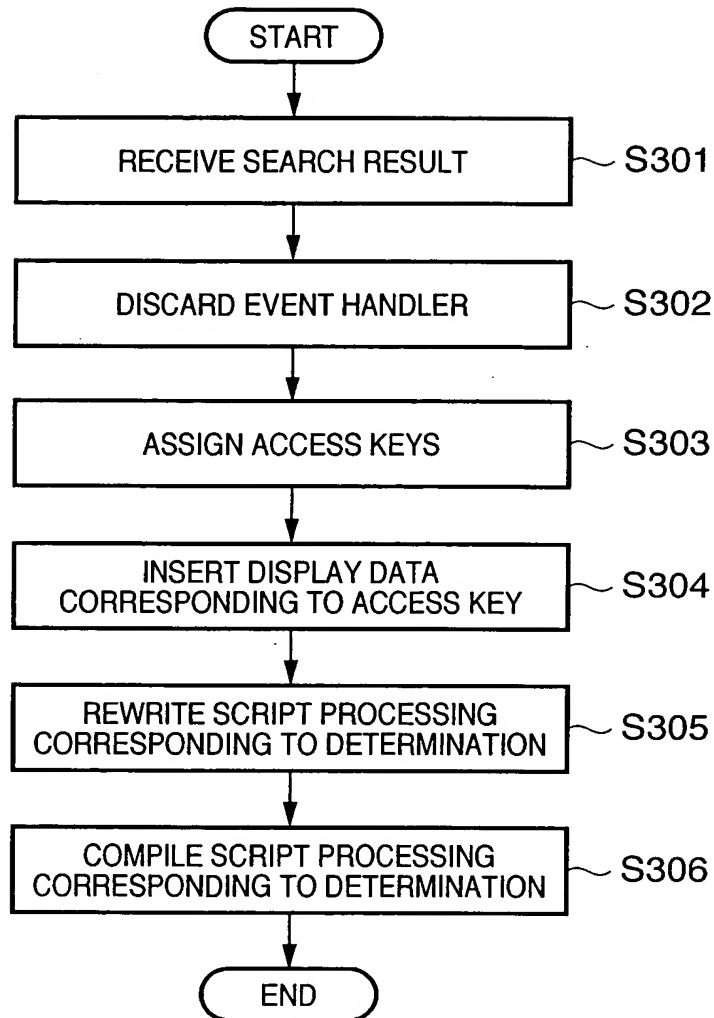 START
RECEIVE SEARCH RESULT
S301
DISCARD EVENT HANDLER
S302
ASSIGN ACCESS KEYS
S303
INSERT DISPLAY DATA
CORRESPONDING TO ACCESS KEY
S304
REWRITE SCRIPT PROCESSING
CORRESPONDING TO DETERMINATION
S305
COMPILE SCRIPT PROCESSING
CORRESPONDING TO DETERMINATION
S306
END